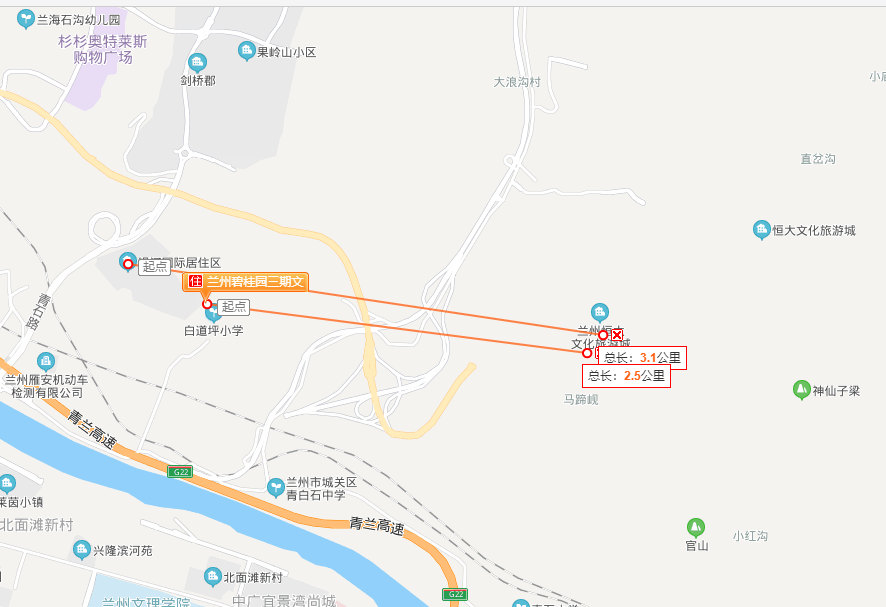 兰海石沟幼儿园
杉杉奥特莱斯
购物广场
果岭山小区
剑桥郡
大浪沟村
直岔沟
恒大文化旅游城
国际居住区
起点
住 兰州碧桂园三期文
起点
白道坪小学
青石路
兰州恒大
文化旅游城
总长：3.1公里
总长：2.5公里
马蹄岘
神仙子梁
兰州雁安机动车
检测有限公司
青兰高速
G22
兰州市城关区
青白石中学
莱茵小镇
北面滩新村
青兰高速
官山
小红沟
兴隆滨河苑
北面滩新村
G22
兰州文理学院
中广宜景湾尚城